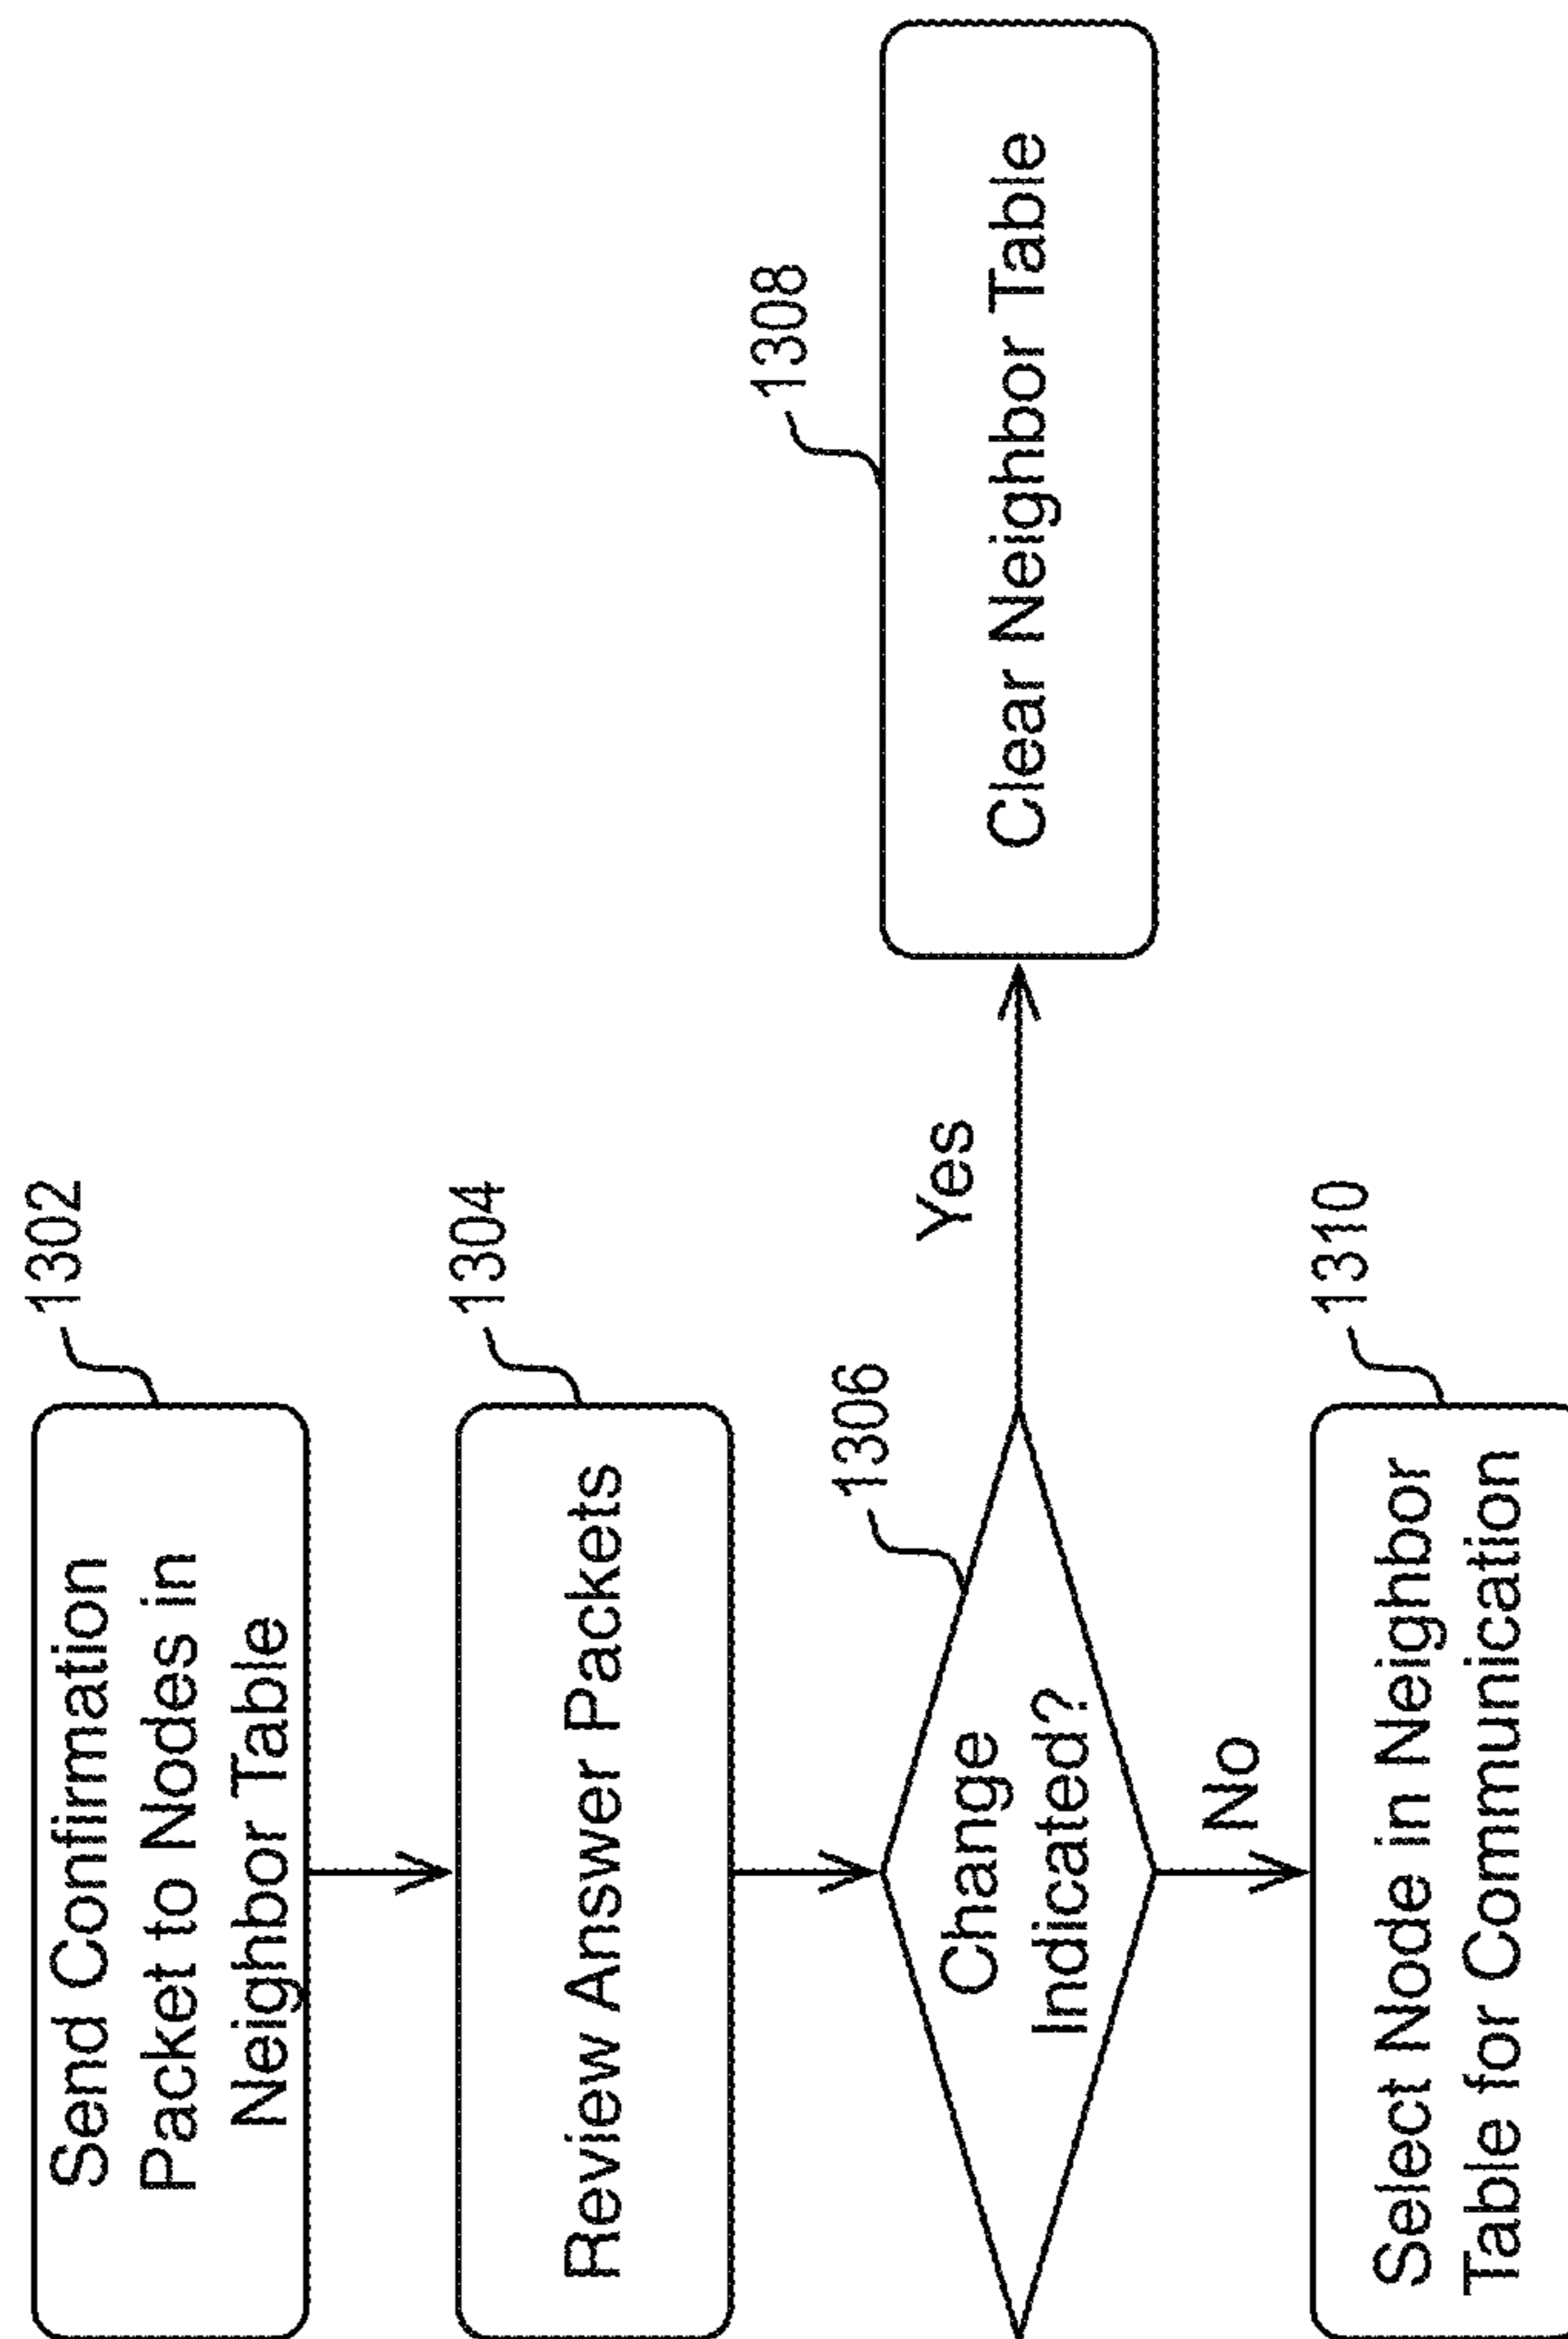 1302
Send Confirmation
Packet to Nodes in
Neighbor Table
1304
Review Answer Packets
1306
Change
Indicated?
Yes
1308
Clear Neighbor Table
No
1310
Select Node in Neighbor
Table for Communication